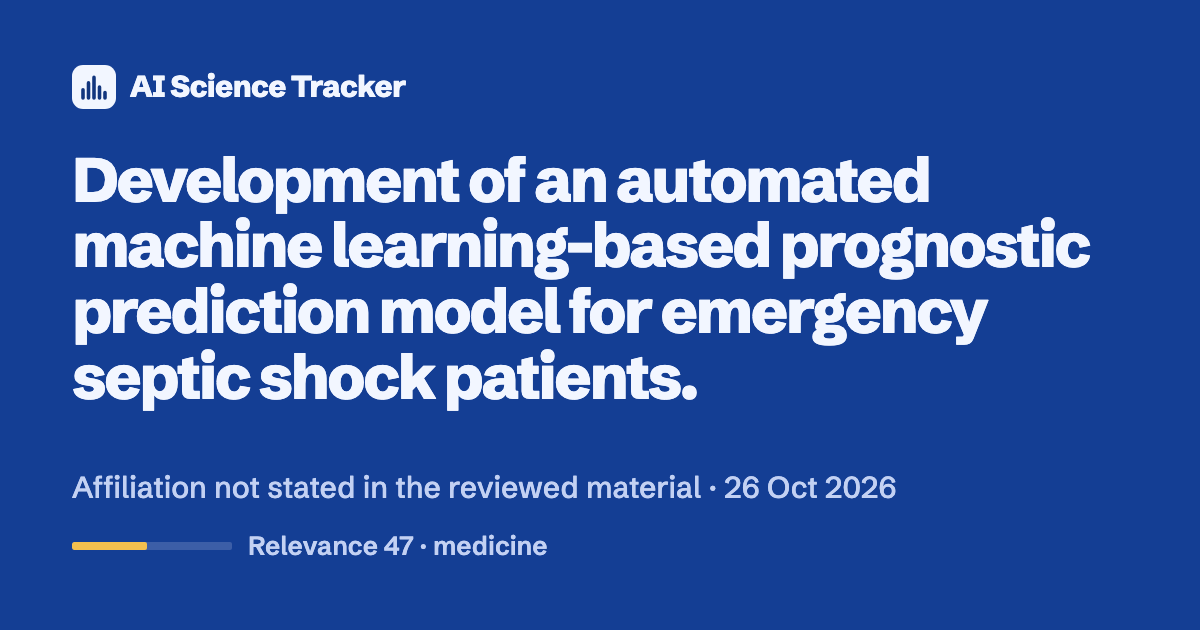 AI Science Tracker
Development of an automated
machine learning-based prognostic
prediction model for emergency
septic shock patients.
Affiliation not stated in the reviewed material · 26 Oct 2026
Relevance 47 · medicine